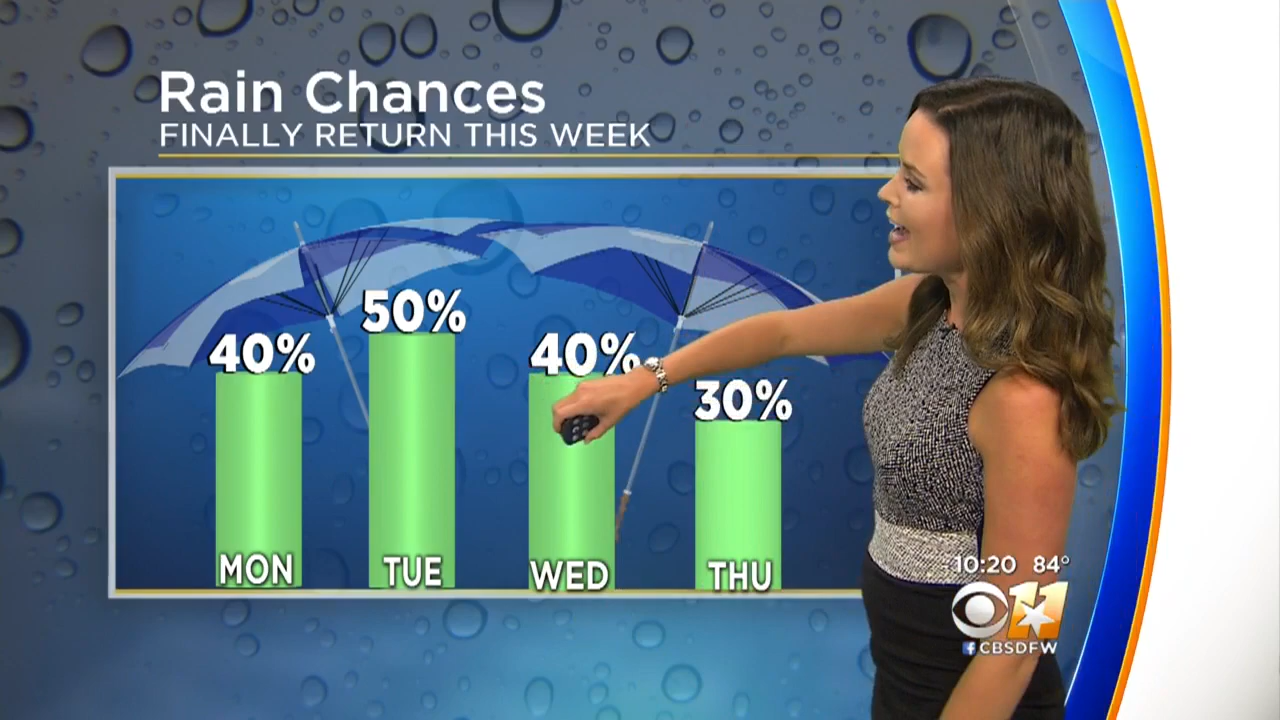 Rain Chances
FINALLY RETURN THIS WEEK
40%
50%
40%
30%
MON
TUE
WED
THU
10:20 84°
11
f CBSDFW